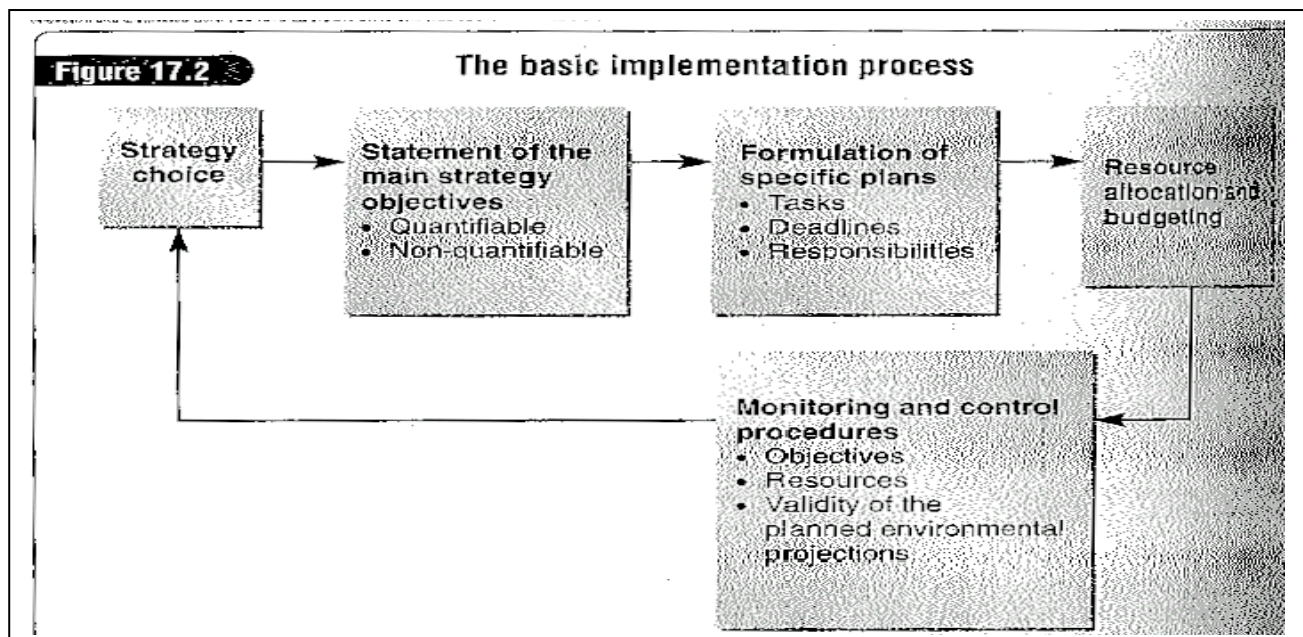 Figure 17.2
The basic implementation process
Strategy
choice
Statement of the
main strategy
objectives
• Quantifiable
• Non-quantifiable
Formulation of
specific plans
• Tasks
• Deadlines
• Responsibilities
Resource
allocation and
budgeting
Monitoring and control
procedures
• Objectives
• Resources
• Validity of the
planned environmental
projections